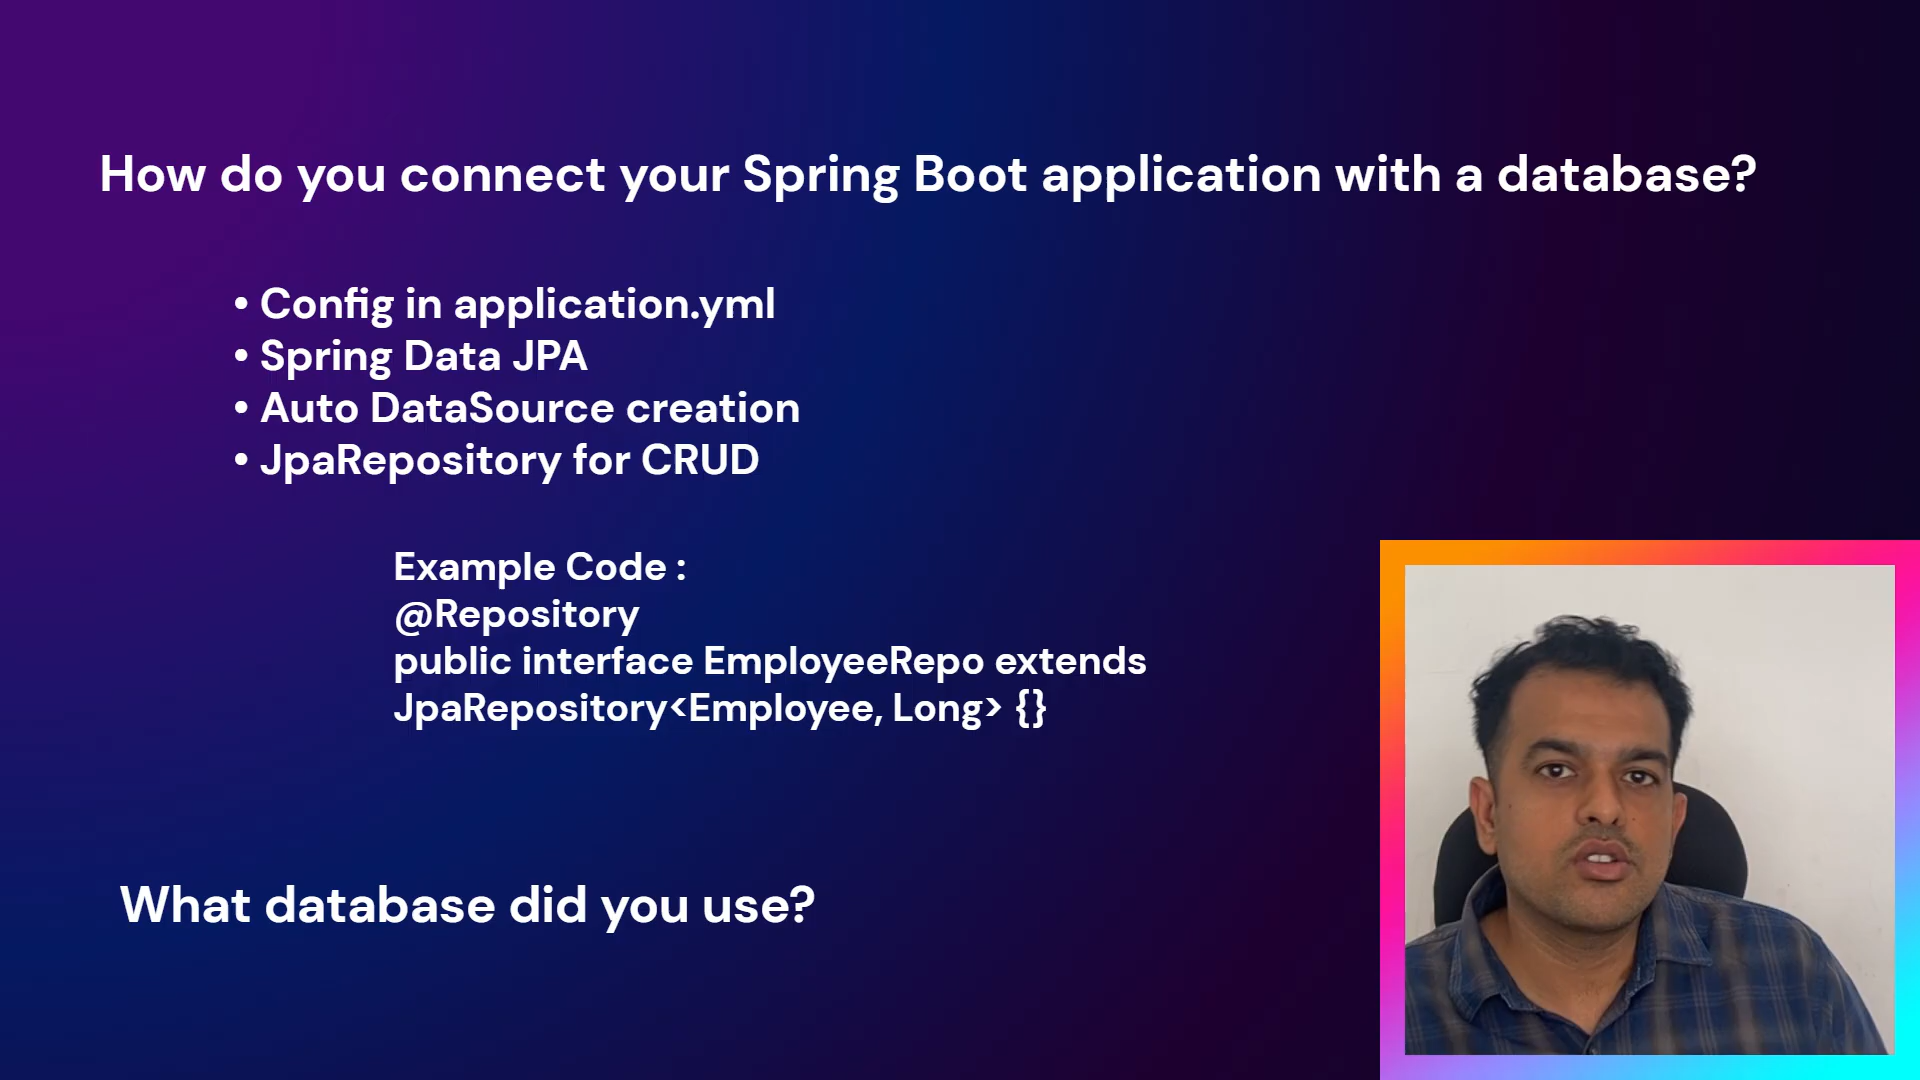 How do you connect your Spring Boot application with a database?
• Config in application.yml
• Spring Data JPA
• Auto DataSource creation
• JpaRepository for CRUD
Example Code :
@Repository
public interface EmployeeRepo extends
JpaRepository<Employee, Long> {}
What database did you use?